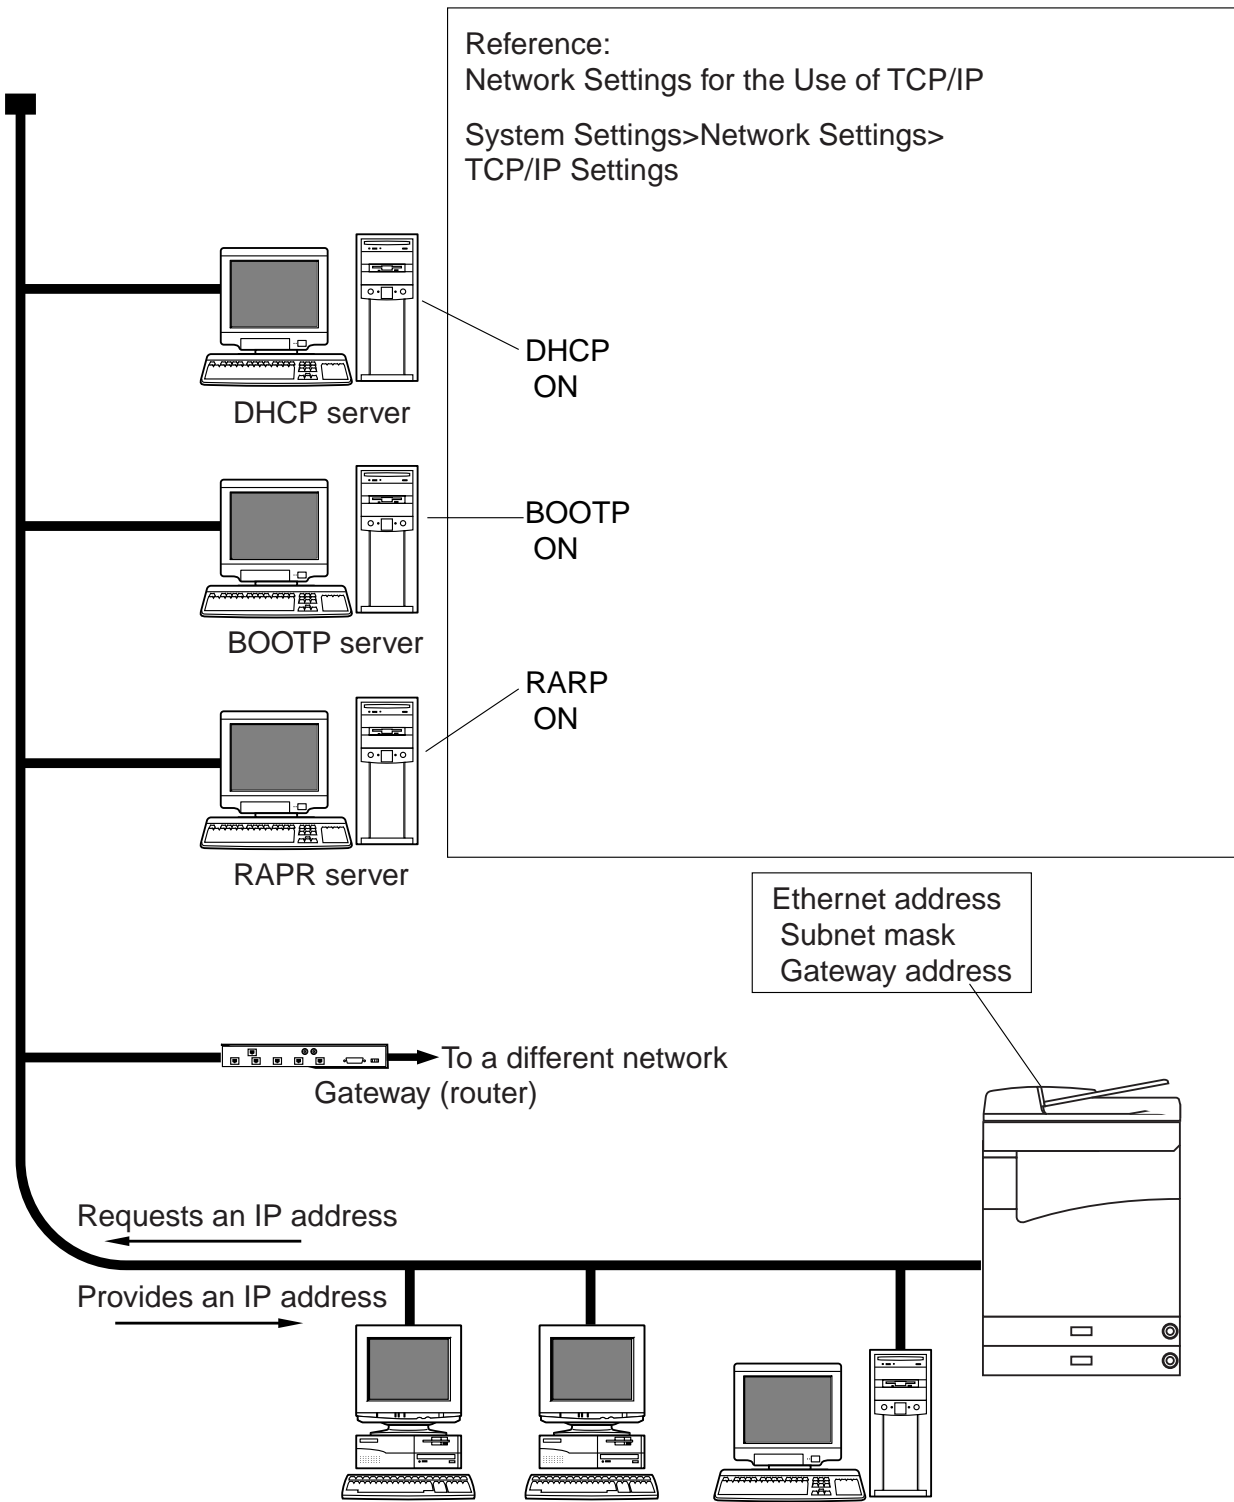 Reference:
Network Settings for the Use of TCP/IP
System Settings>Network Settings>
TCP/IP Settings
DHCP
ON
DHCP server
BOOTP
ON
BOOTP server
RARP
ON
RAPR server
Ethernet address
Subnet mask
Gateway address
To a different network
Gateway (router)
Requests an IP address
Provides an IP address